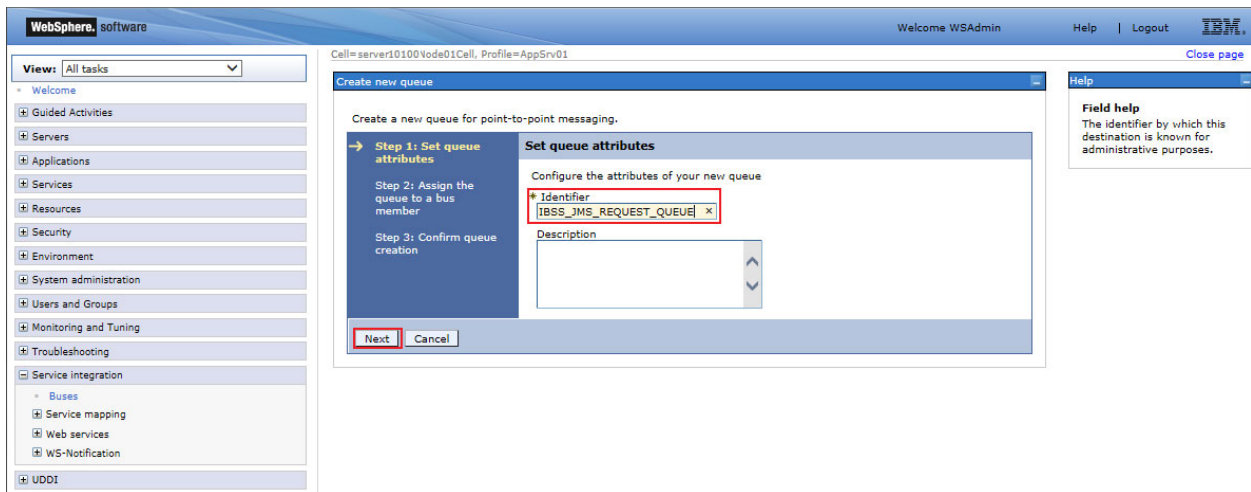 WebSphere. software
Welcome WSAdmin
Help | Logout
IBM.
View: All tasks
Cell=server10100Node01Cell, Profile=AppSrv01
Close page
Welcome
Guided Activities
Servers
Applications
Services
Resources
Security
Environment
System administration
Users and Groups
Monitoring and Tuning
Troubleshooting
Service integration
Buses
Service mapping
Web services
WS-Notification
UDDI
Create new queue
Create a new queue for point-to-point messaging.
Step 1: Set queue
attributes
Step 2: Assign the
queue to a bus
member
Step 3: Confirm queue
creation
Set queue attributes
Configure the attributes of your new queue
* Identifier
IBSS_JMS_REQUEST_QUEUE ×
Description
Next
Cancel
Help
Field help
The identifier by which this
destination is known for
administrative purposes.